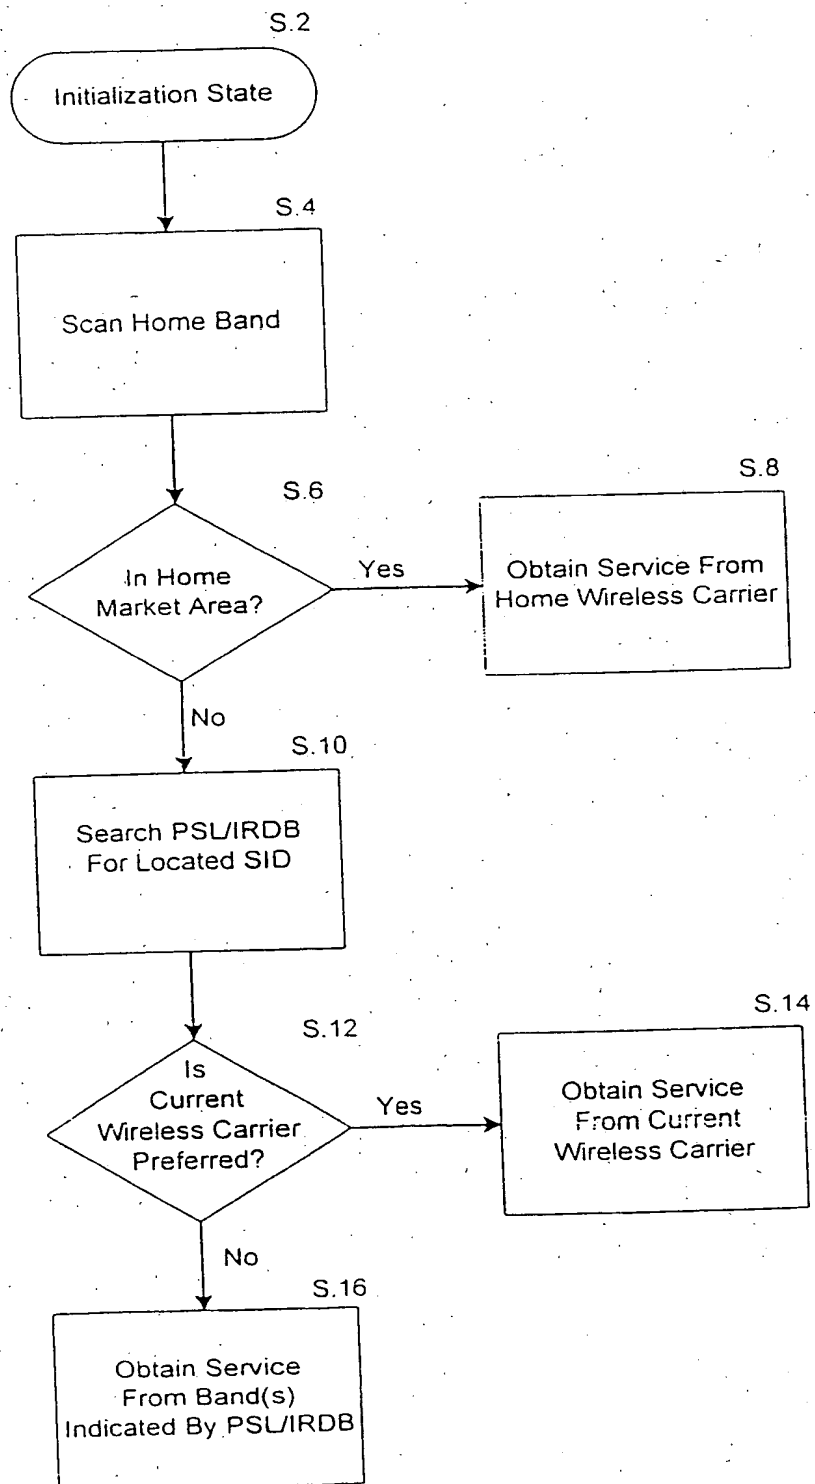 S.2
Initialization State
S.4
Scan Home Band
S.6
In Home
Market Area?
Yes
S.8
Obtain Service From
Home Wireless Carrier
No
S.10
Search PSL/IRDB
For Located SID
S.12
Is
Current
Wireless Carrier
Preferred?
Yes
S.14
Obtain Service
From Current
Wireless Carrier
No
S.16
Obtain Service
From Band(s)
Indicated By PSL/IRDB